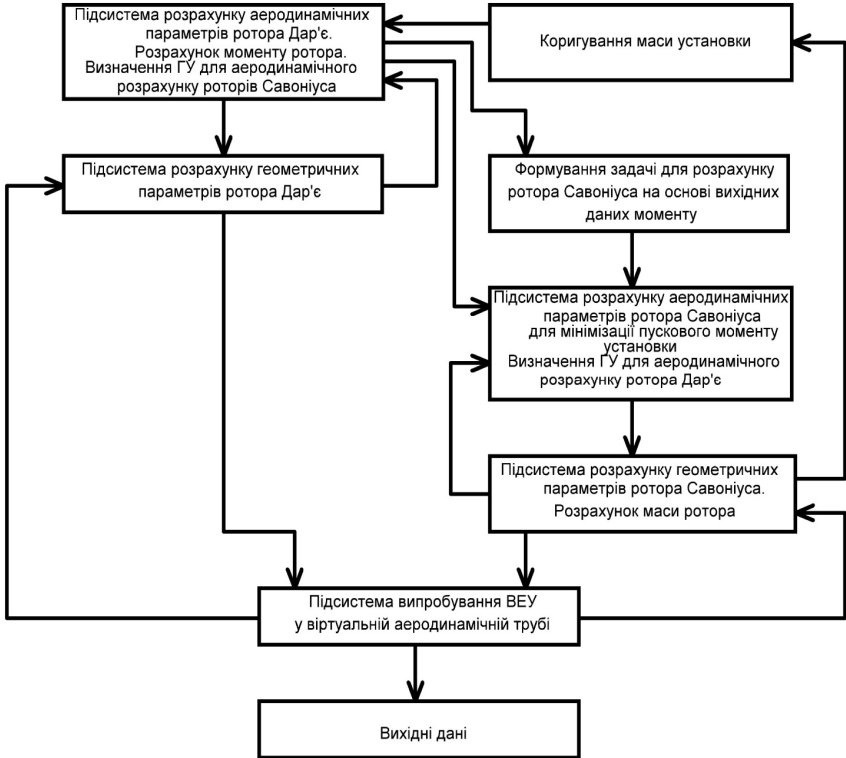 Підсистема розрахунку аеродинамічних
параметрів ротора Дар'є.
Розрахунок моменту ротора.
Визначення ГУ для аеродинамічного
розрахунку роторів Савоніуса
Коригування маси установки
Підсистема розрахунку геометричних
параметрів ротора Дар'є
Формування задачі для розрахунку
ротора Савоніуса на основі вихідних
даних моменту
Підсистема розрахунку аеродинамічних
параметрів ротора Савоніуса
для мінімізації пускового моменту
установки
Визначення ГУ для аеродинамічного
розрахунку ротора Дар'є
Підсистема розрахунку геометричних
параметрів ротора Савоніуса.
Розрахунок маси ротора
Підсистема випробування ВЕУ
у віртуальній аеродинамічній трубі
Вихідні дані